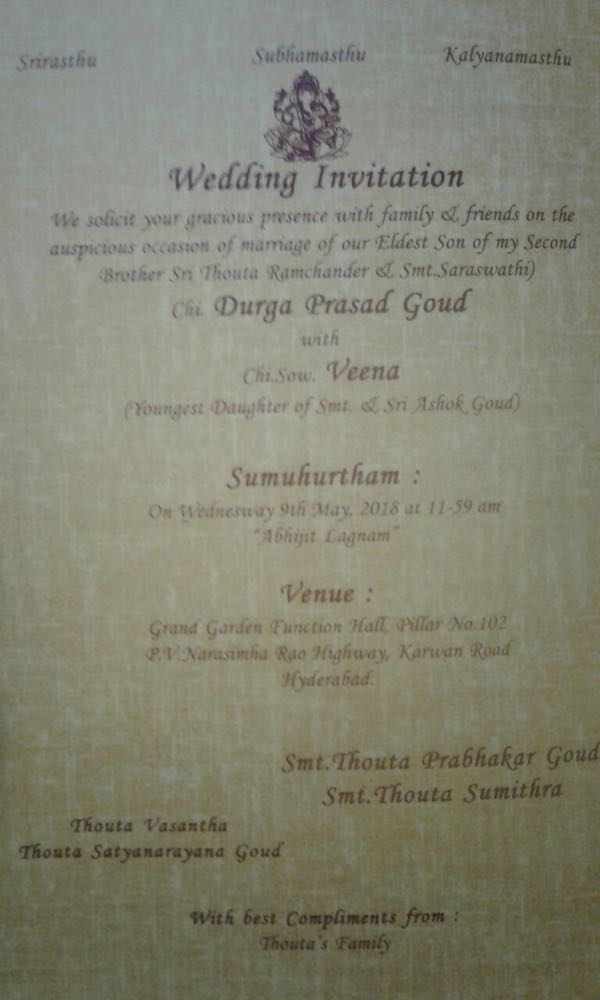 Srirasthu Subhamasthu Kalyanamasthu
Wedding Invitation
We solicit your gracious presence with family & friends on the
auspicious occasion of marriage of our Eldest Son of my Second
Brother Sri Thouta Ramchander & Smt.Saraswathi)
Chi. Durga Prasad Goud
with
Chi.Sow. Veena
(Youngest Daughter of Smt. & Sri Ashok Goud)
Sumuhurtham :
On Wednesway 9th May, 2018 at 11-59 am
"Abhijit Lagnam"
Venue :
Grand Garden Function Hall, Pillar No.102
P.V.Narasimha Rao Highway, Karwan Road
Hyderabad.
Smt.Thouta Prabhakar Goud
Smt.Thouta Sumithra
Thouta Vasantha
Thouta Satyanarayana Goud
With best Compliments from :
Thouta's Family